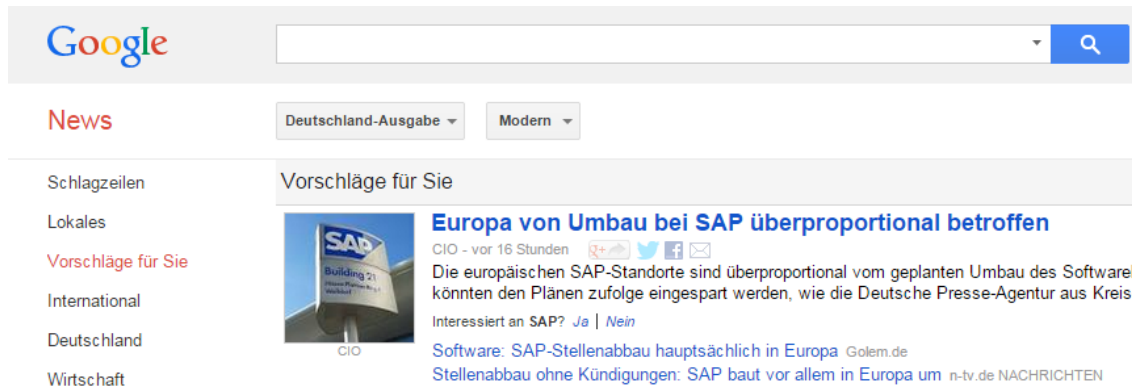 Google
News
Deutschland-Ausgabe
Modern
Schlagzeilen
Lokales
Vorschläge für Sie
International
Deutschland
Wirtschaft
Vorschläge für Sie
SAP
Building 21
CIO
Europa von Umbau bei SAP überproportional betroffen
CIO - vor 16 Stunden
Die europäischen SAP-Standorte sind überproportional vom geplanten Umbau des Software
könnten den Plänen zufolge eingespart werden, wie die Deutsche Presse-Agentur aus Kreis
Interessiert an SAP? Ja | Nein
Software: SAP-Stellenabbau hauptsächlich in Europa Golem.de
Stellenabbau ohne Kündigungen: SAP baut vor allem in Europa um n-tv.de NACHRICHTEN